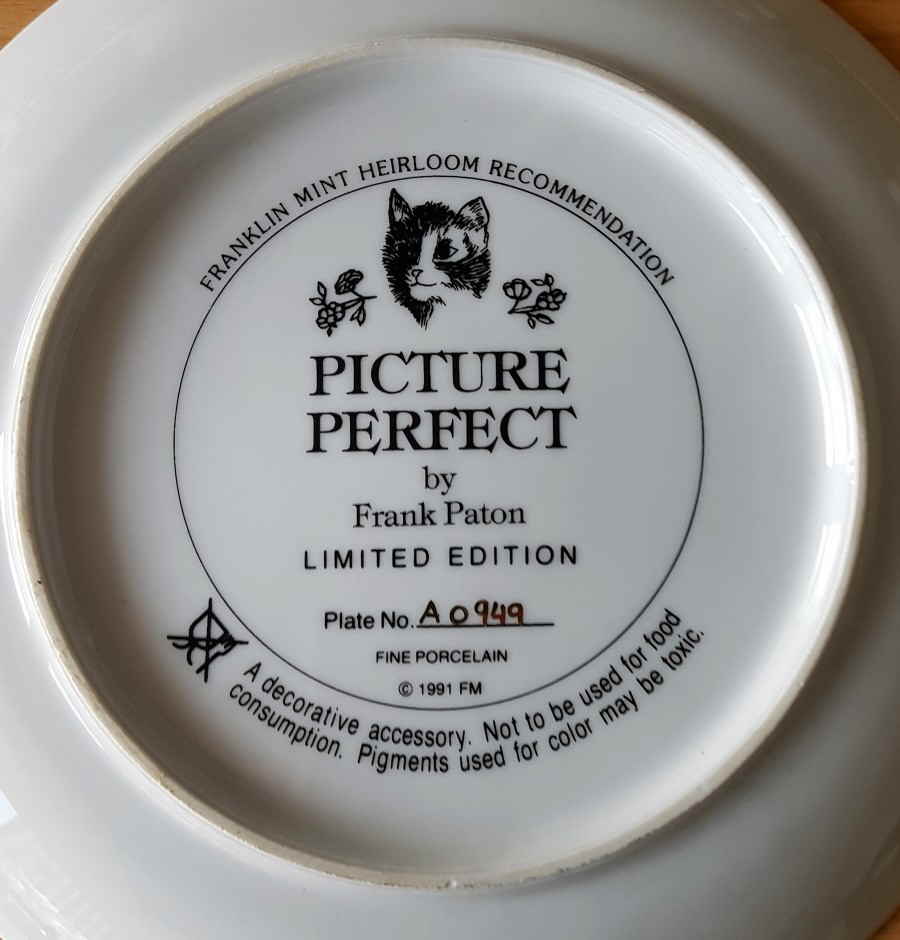 FRANKLIN MINT HEIRLOOM RECOMMENDATION
PICTURE
PERFECT
by
Frank Paton
LIMITED EDITION
Plate No. A0949
FINE PORCELAIN
© 1991 FM
A decorative accessory. Not to be used for food
consumption. Pigments used for color may be toxic.